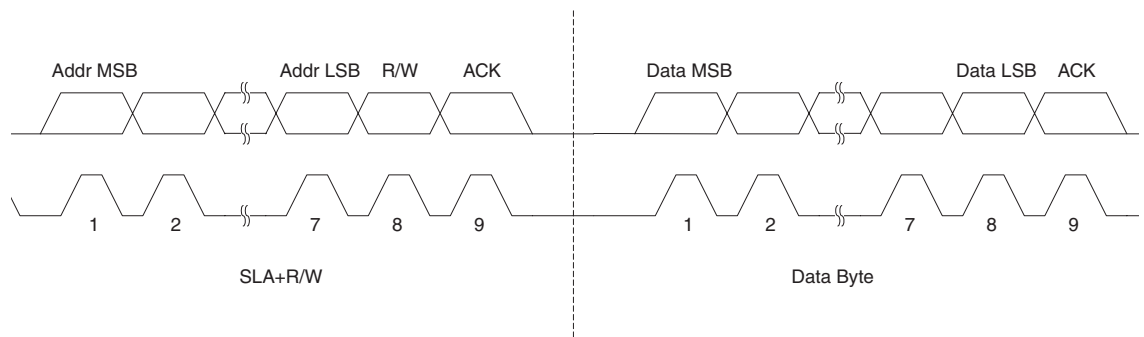 Addr MSB Addr LSB R/W ACK Data MSB Data LSB ACK
1 2 7 8 9 1 2 7 8 9
SLA+R/W Data Byte